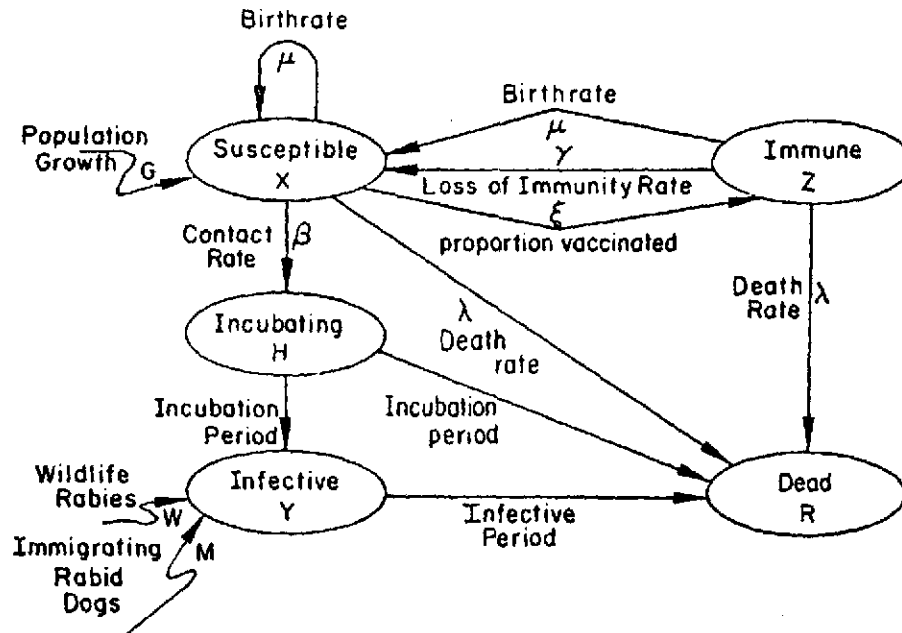 Birthrate
μ
Population
Growth
G
Susceptible
X
Birthrate
μ
γ
Loss of Immunity Rate
ξ
proportion vaccinated
Immune
Z
Contact
Rate
β
Death
Rate
λ
Incubating
H
λ
Death
rate
Incubation
Period
Incubation
period
Wildlife
Rabies
W
Infective
Y
Infective
Period
Dead
R
Immigrating
Rabid
Dogs
M